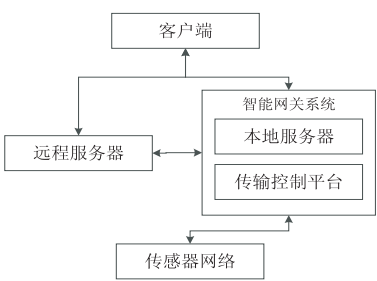 客户端
智能网关系统
本地服务器
远程服务器
传输控制平台
传感器网络